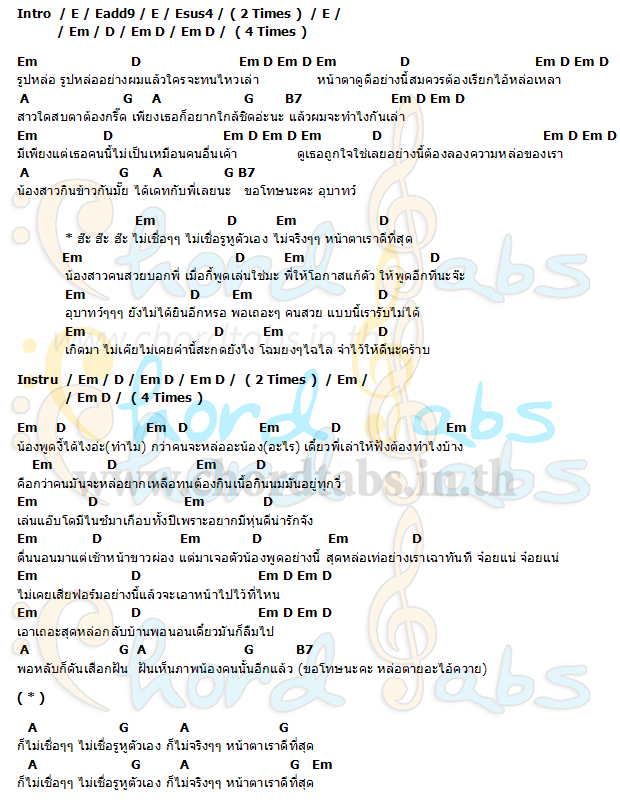 Intro / E / Eadd9 / E / Esus4 / ( 2 Times ) / E /
/ Em / D / Em D / Em D / ( 4 Times )
Em D Em D Em D Em D Em D Em D
รูปหล่อ รูปหล่ออย่างผมแล้วใครจะทนไหวเล่า หน้าตาดูดีอย่างนี้สมควรต้องเรียกไอ้หล่อเหลา
A G A G B7 Em D Em D
สาวใดสบตาต้องกรี๊ด เพียงเธอก็อยากใกล้ชิดอ่ะนะ แล้วผมจะทำไงกันเล่า
Em D Em D Em D Em D Em D Em D
มีเพียงแต่เธอคนนี้ไม่เป็นเหมือนคนอื่นเค้า ดูเธอถูกใจใช่เลยอย่างนี้ต้องลองความหล่อของเรา
A G A G B7
น้องสาวกินข้าวกันมั๊ย ได้เดทกับพี่เลยนะ ขอโทษนะคะ อุบาทว์
Em D Em D
* ฮ๊ะ ฮ๊ะ ฮ๊ะ ไม่เชื่อๆๆ ไม่เชื่อรูหูตัวเอง ไม่จริงๆๆ หน้าตาเราดีที่สุด
Em D Em D
น้องสาวคนสวยบอกพี่ เมื่อกี้พูดเล่นใช่มะ พี่ให้โอกาสแก้ตัว ให้พูดอีกทีนะจ๊ะ
Em D Em D
อุบาทว์ๆๆๆ ยังไม่ได้ยินอีกหรอ พอเถอะๆ คนสวย แบบนี้เรารับไม่ได้
Em D Em D
เกิดมา ไม่เคยไม่เคยคำนี้สะกดยังไง โฉมยงๆไฉไล จำไว้ให้ดีนะคร้าบ
Instru / Em / D / Em D / Em D / ( 2 Times ) / Em /
/ Em D / ( 4 Times )
Em D Em D Em D Em
น้องพูดงี้ได้ไงอ่ะ(ทำไม) กว่าคนจะหล่ออะน้อง(อะไร) เดี๋ยวพี่เล่าให้ฟังต้องทำไงบ้าง
Em D Em D
คือกว่าคนมันจะหล่อยากเหลือทนต้องกินเนื้อกินนมมันอยู่ทุกวี่
Em D Em D
เล่นแอ๊บโดมีไนซ์มาเกือบทั้งปีเพราะอยากมีหุ่นดีน่ารักจัง
Em D Em D Em D
ตื่นนอนมาแต่เช้าหน้าขาวผ่อง แต่มาเจอตัวน้องพูดอย่างนี้ สุดหล่อเท่อย่างเราเฉาทันที จ๋อยแน่ จ๋อยแน่
Em D Em D Em D
ไม่เคยเสียฟอร์มอย่างนี้แล้วจะเอาหน้าไปไว้ที่ไหน
Em D Em D Em D
เอาเถอะสุดหล่อกลับบ้านพอนอนเดี๋ยวมันก็ลืมไป
A G A G B7
พอหลับก็ดันเสือกฝัน ฝันเห็นภาพน้องคนนั้นอีกแล้ว (ขอโทษนะคะ หล่อตายอะไอ้ควาย)
( * )
A G A G
ก็ไม่เชื่อๆๆ ไม่เชื่อรูหูตัวเอง ก็ไม่จริงๆๆ หน้าตาเราดีที่สุด
A G A G Em
ก็ไม่เชื่อๆๆ ไม่เชื่อรูหูตัวเอง ก็ไม่จริงๆๆ หน้าตาเราดีที่สุด
Chord Tabs
www.chordtabs.in.th
Chord Tabs
www.chordtabs.in.th
Chord Tabs